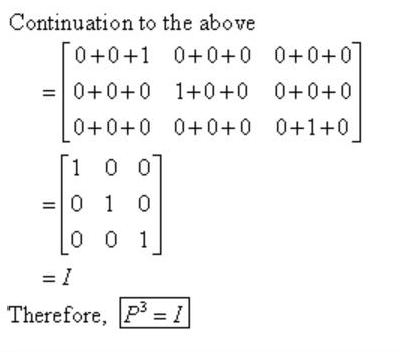 Continuation to the above
= [0+0+1 0+0+0 0+0+0
0+0+0 1+0+0 0+0+0
0+0+0 0+0+0 0+1+0]
= [1 0 0
0 1 0
0 0 1]
= I
Therefore, P³ = I